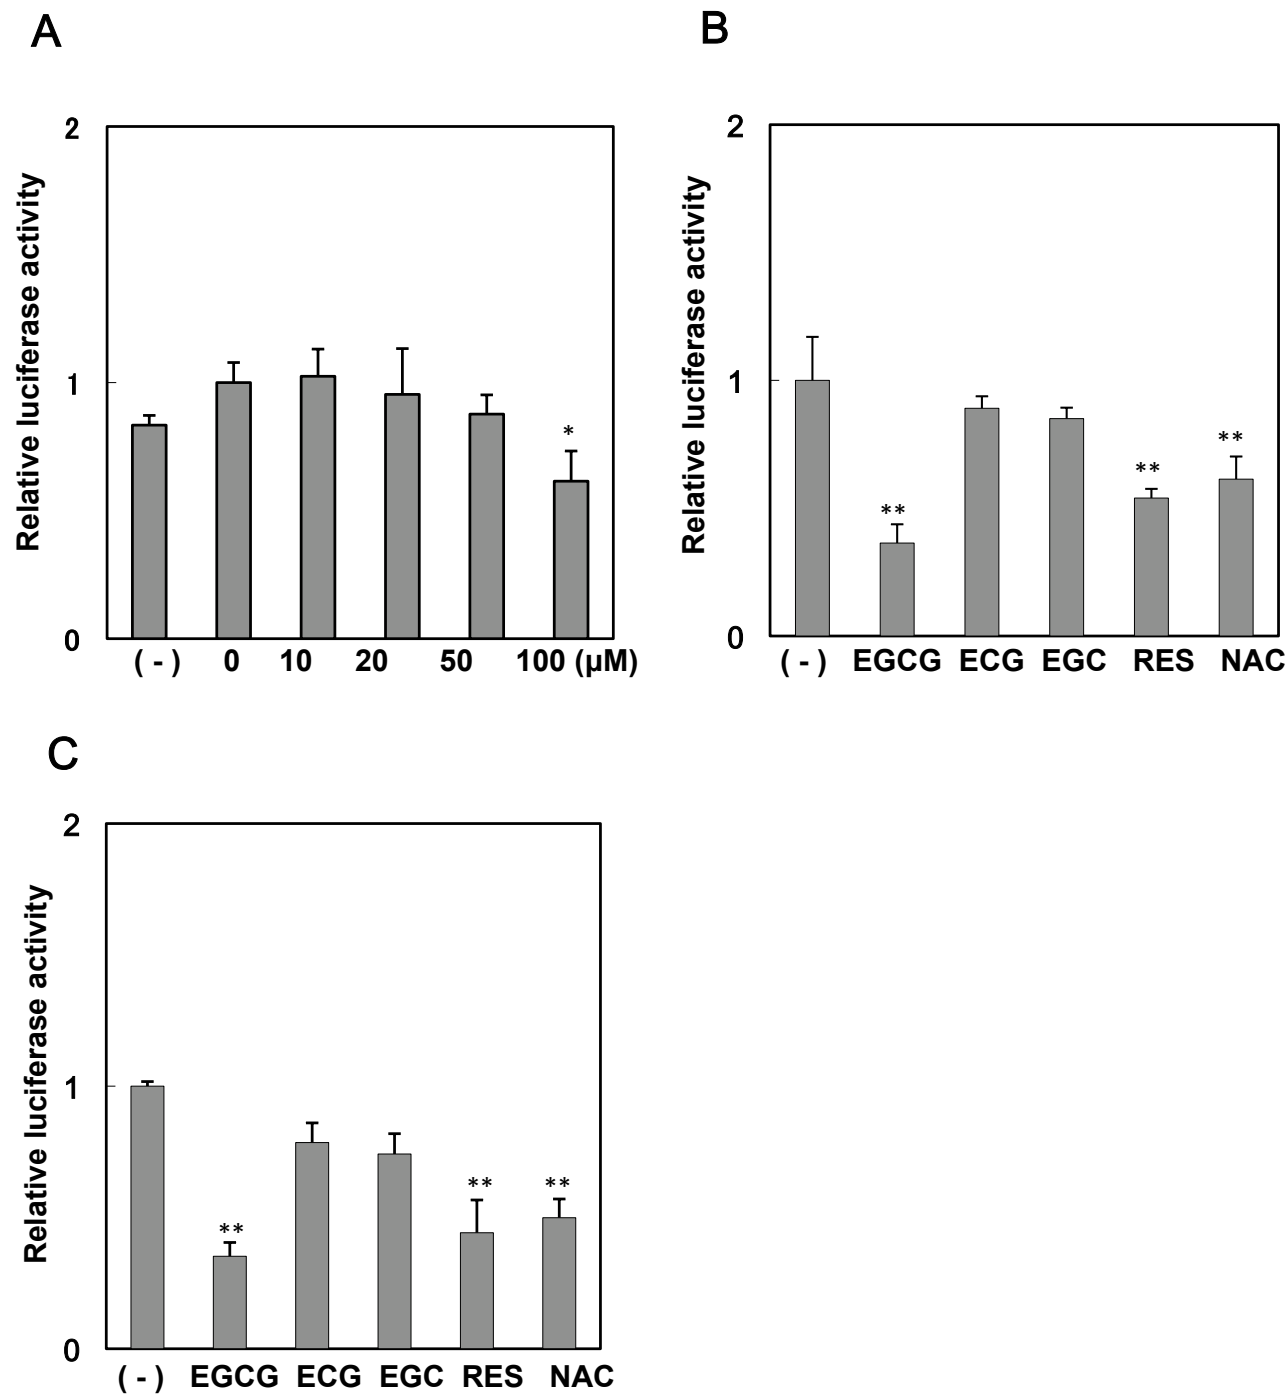 A
Relative luciferase activity
2
1
0
*
( - ) 0 10 20 50 100 (µM)
B
Relative luciferase activity
2
1
0
** ** **
( - ) EGCG ECG EGC RES NAC
C
Relative luciferase activity
2
1
0
** ** **
( - ) EGCG ECG EGC RES NAC